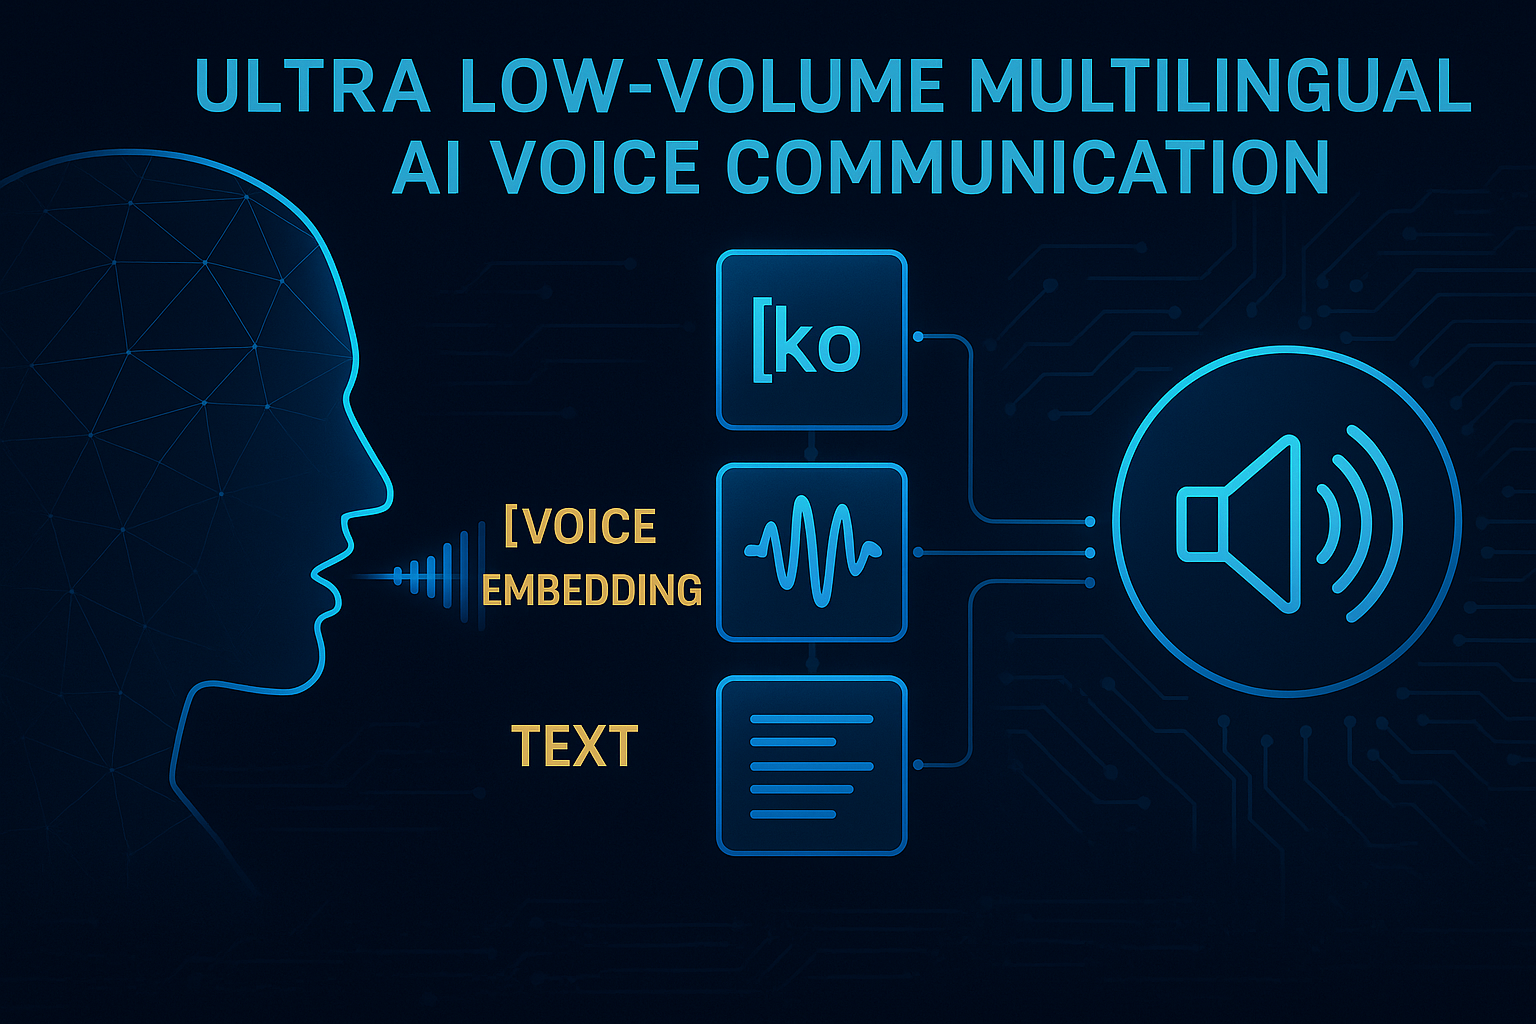 ULTRA LOW-VOLUME MULTILINGUAL
AI VOICE COMMUNICATION
[ko
[VOICE
EMBEDDING
TEXT